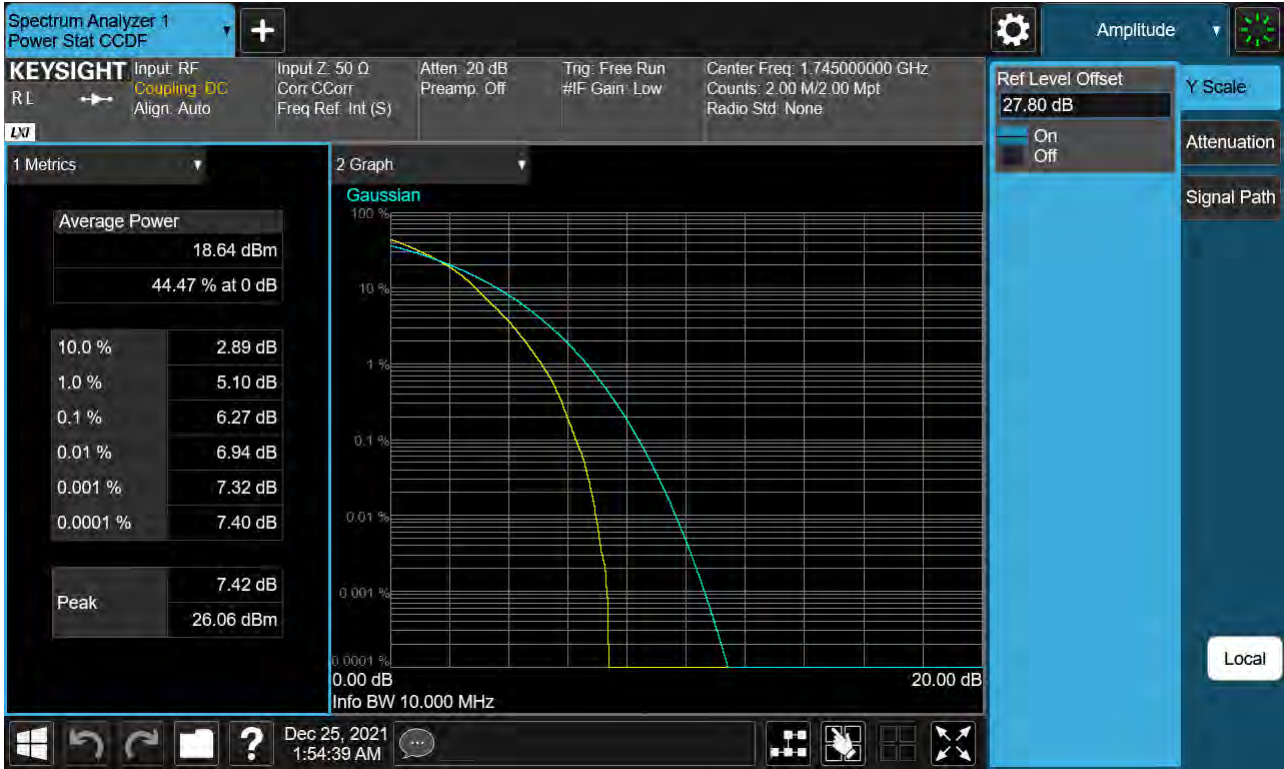 Spectrum Analyzer 1
Power Stat CCDF
+
Amplitude
KEYSIGHT
R L
LXI
Input: RF
Coupling: DC
Align: Auto
Input Z: 50 Ω
Corr CCorr
Freq Ref: Int (S)
Atten: 20 dB
Preamp: Off
Trig: Free Run
#IF Gain: Low
Center Freq: 1.745000000 GHz
Counts: 2.00 M/2.00 Mpt
Radio Std: None
Ref Level Offset
27.80 dB
On
Off
Y Scale
Attenuation
Signal Path
Local
1 Metrics
Average Power
18.64 dBm
44.47 % at 0 dB
10.0 % 2.89 dB
1.0 % 5.10 dB
0.1 % 6.27 dB
0.01 % 6.94 dB
0.001 % 7.32 dB
0.0001 % 7.40 dB
Peak
7.42 dB
26.06 dBm
2 Graph
Gaussian
100 %
10 %
1 %
0.1 %
0.01 %
0.001 %
0.0001 %
0.00 dB 20.00 dB
Info BW 10.000 MHz
?
Dec 25, 2021
1:54:39 AM